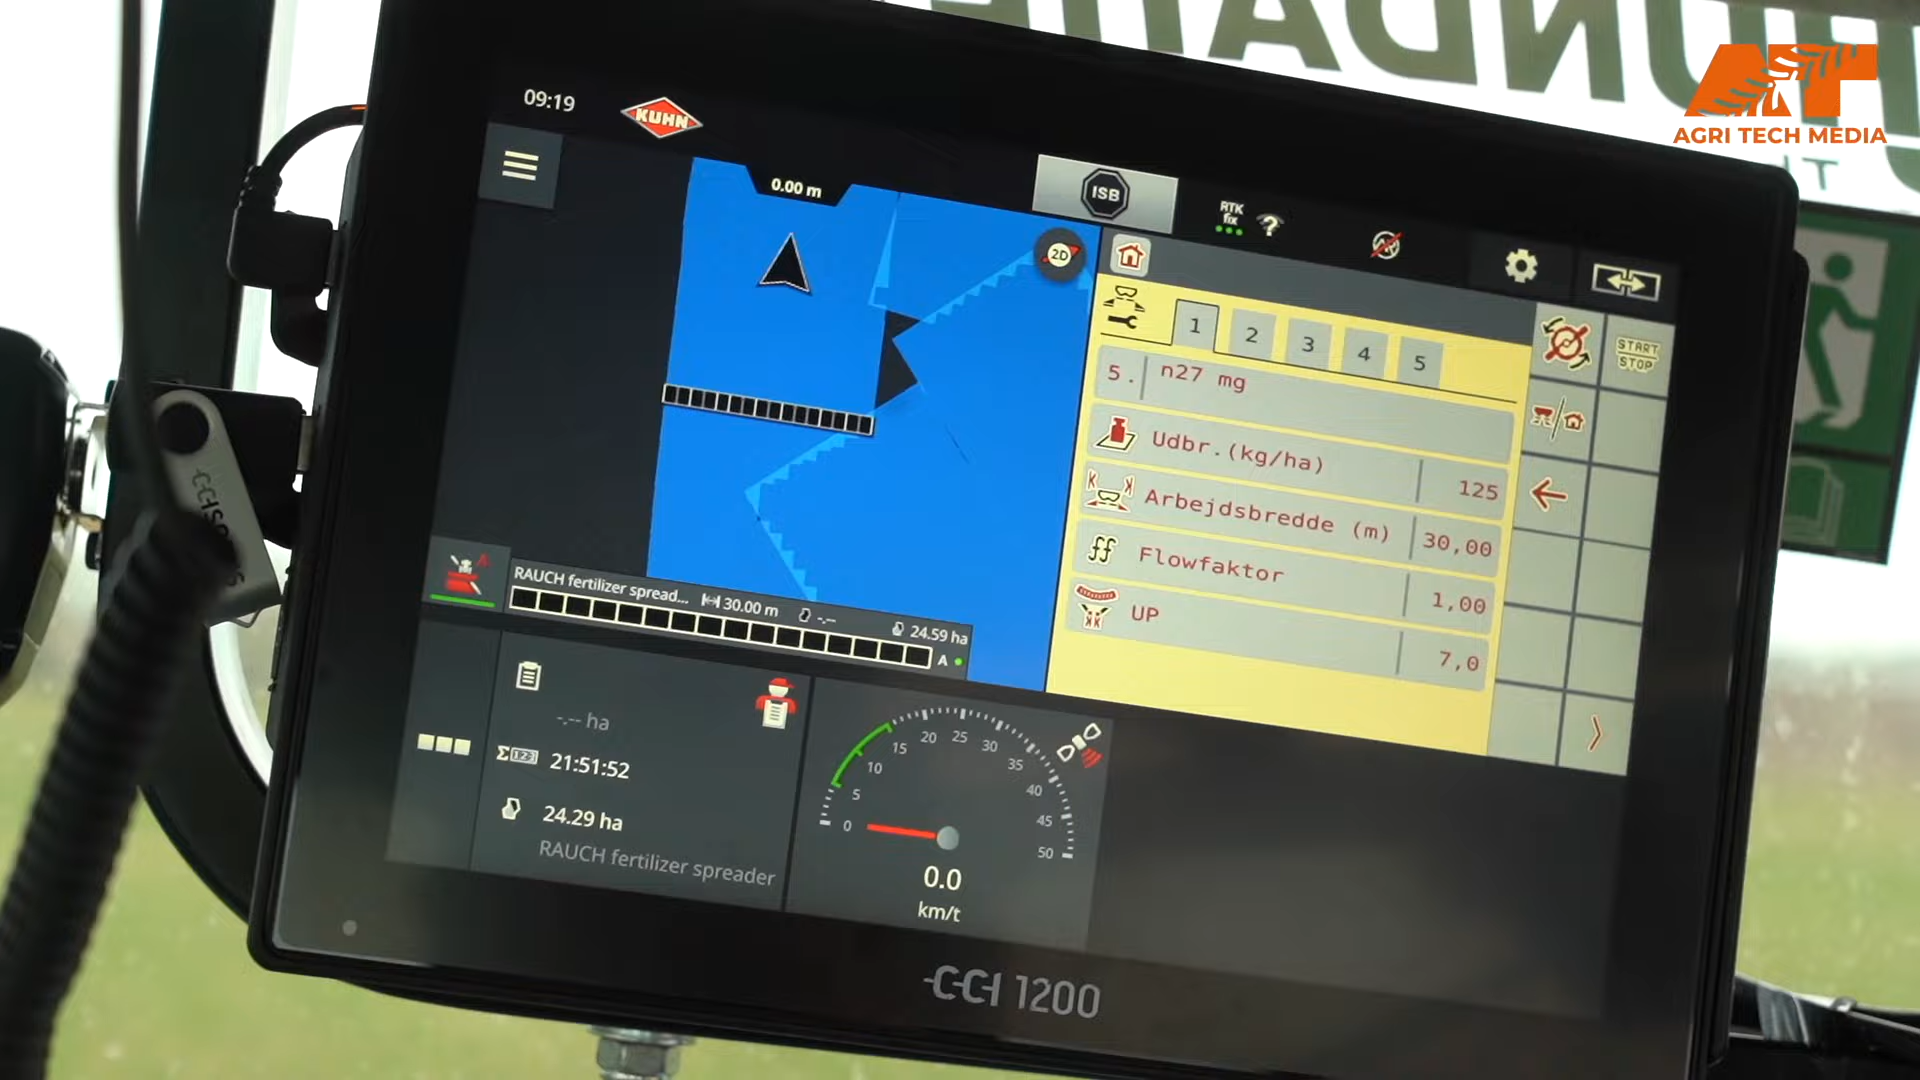 AGRI TECH MEDIA
09:19
KUHN
0.00 m
2D
ISB
RTK
fix
?
1 2 3 4 5
5. n27 mg
Udbr.(kg/ha) 125
Arbejdsbredde (m) 30,00
Flowfaktor 1,00
UP 7,0
START
STOP
RAUCH fertilizer spread... 30.00 m -.-- 24.59 ha
A
-.-- ha
Σ123 21:51:52
24.29 ha
RAUCH fertilizer spreader
0 5 10 15 20 25 30 35 40 45 50
0.0
km/t
CCI 1200